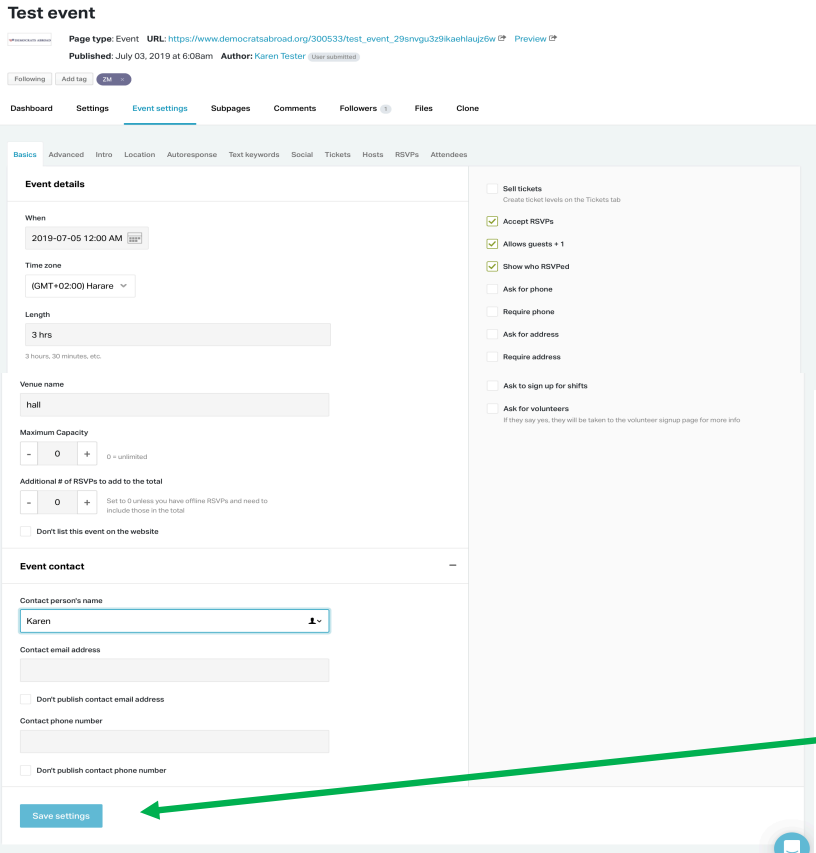 Test event
Page type: Event URL: https://www.democratsabroad.org/300533/test_event_29snvgu3z9ikaehlaujz6w Preview
Published: July 03, 2019 at 6:08am Author: Karen Tester User submitted
Following Add tag ZM ×
Dashboard Settings Event settings Subpages Comments Followers 1 Files Clone
Basics Advanced Intro Location Autoresponse Text keywords Social Tickets Hosts RSVPs Attendees
Event details
When
2019-07-05 12:00 AM
Time zone
(GMT+02:00) Harare
Length
3 hrs
3 hours, 30 minutes, etc.
Venue name
hall
Maximum Capacity
- 0 + 0 = unlimited
Additional # of RSVPs to add to the total
- 0 + Set to 0 unless you have offline RSVPs and need to
include those in the total
Don't list this event on the website
Event contact −
Contact person's name
Karen
Contact email address
Don't publish contact email address
Contact phone number
Don't publish contact phone number
Save settings
Sell tickets
Create ticket levels on the Tickets tab
Accept RSVPs
Allows guests + 1
Show who RSVPed
Ask for phone
Require phone
Ask for address
Require address
Ask to sign up for shifts
Ask for volunteers
If they say yes, they will be taken to the volunteer signup page for more info